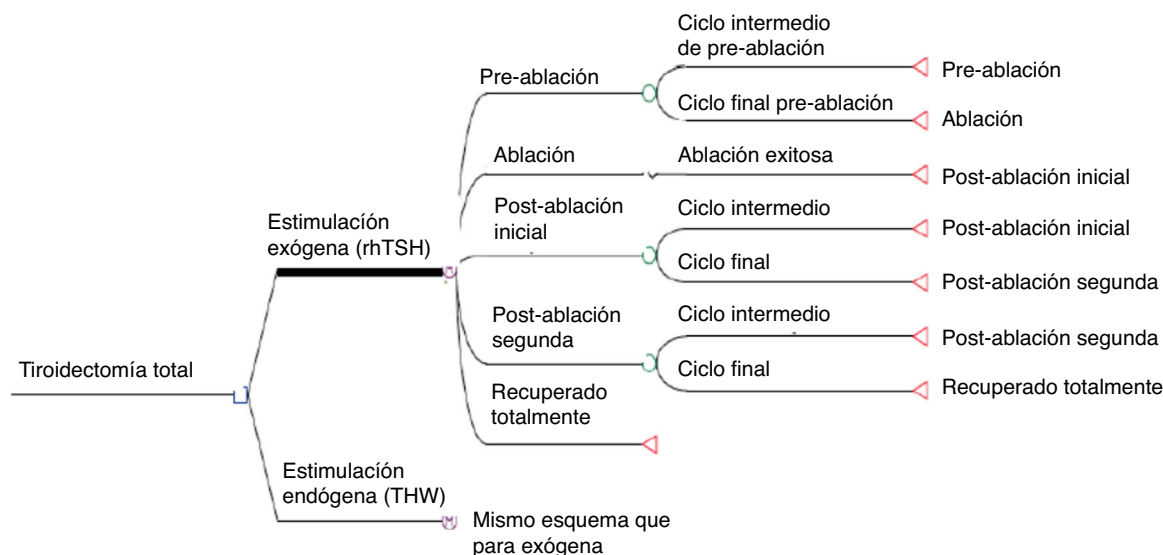 Ciclo intermedio
de pre-ablación
Pre-ablación
Pre-ablación
Ciclo final pre-ablación
Ablación
Ablación
Ablación exitosa
Post-ablación inicial
Post-ablación
inicial
Ciclo intermedio
Post-ablación inicial
Estimulacíón
exógena (rhTSH)
M
Ciclo final
Post-ablación segunda
Post-ablación
segunda
Ciclo intermedio
Post-ablación segunda
Ciclo final
Recuperado totalmente
Tiroidectomía total
Recuperado
totalmente
Estimulacíón
endógena (THW)
M
Mismo esquema que
para exógena